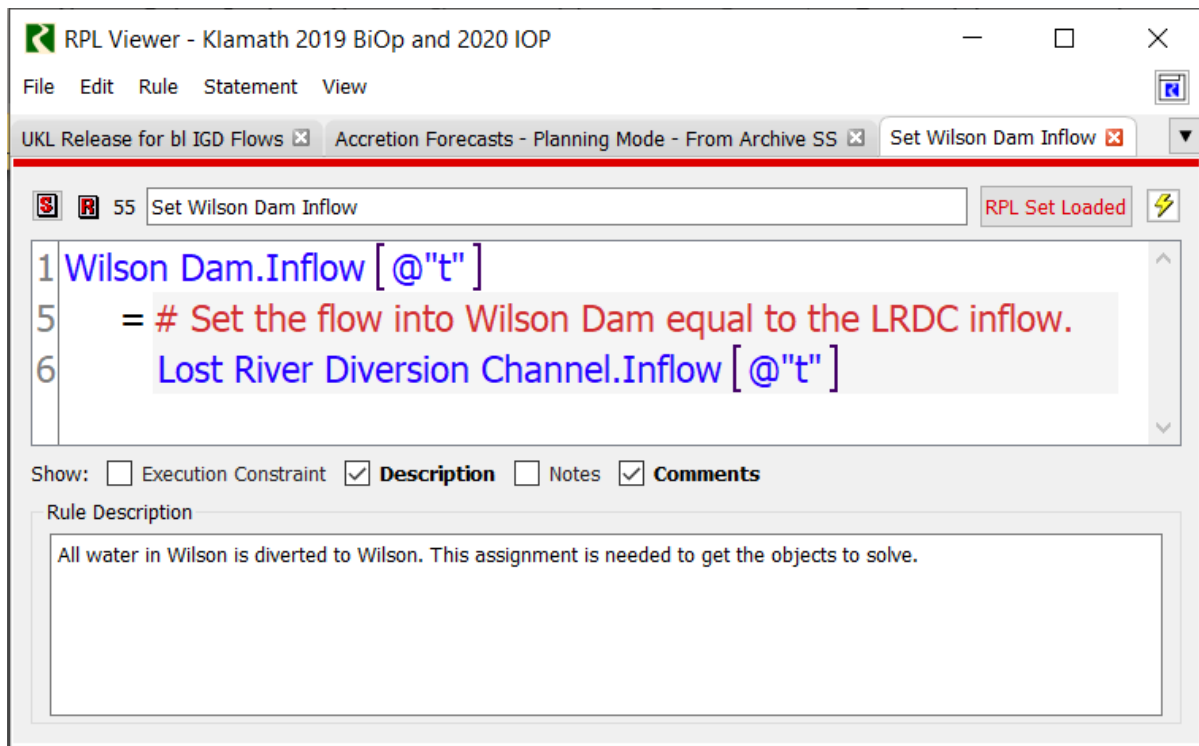 RPL Viewer - Klamath 2019 BiOp and 2020 IOP
File Edit Rule Statement View
UKL Release for bl IGD Flows Accretion Forecasts - Planning Mode - From Archive SS Set Wilson Dam Inflow
S R 55 Set Wilson Dam Inflow RPL Set Loaded
1 Wilson Dam.Inflow [ @"t" ]
5 = # Set the flow into Wilson Dam equal to the LRDC inflow.
6 Lost River Diversion Channel.Inflow [ @"t" ]
Show: Execution Constraint Description Notes Comments
Rule Description
All water in Wilson is diverted to Wilson. This assignment is needed to get the objects to solve.